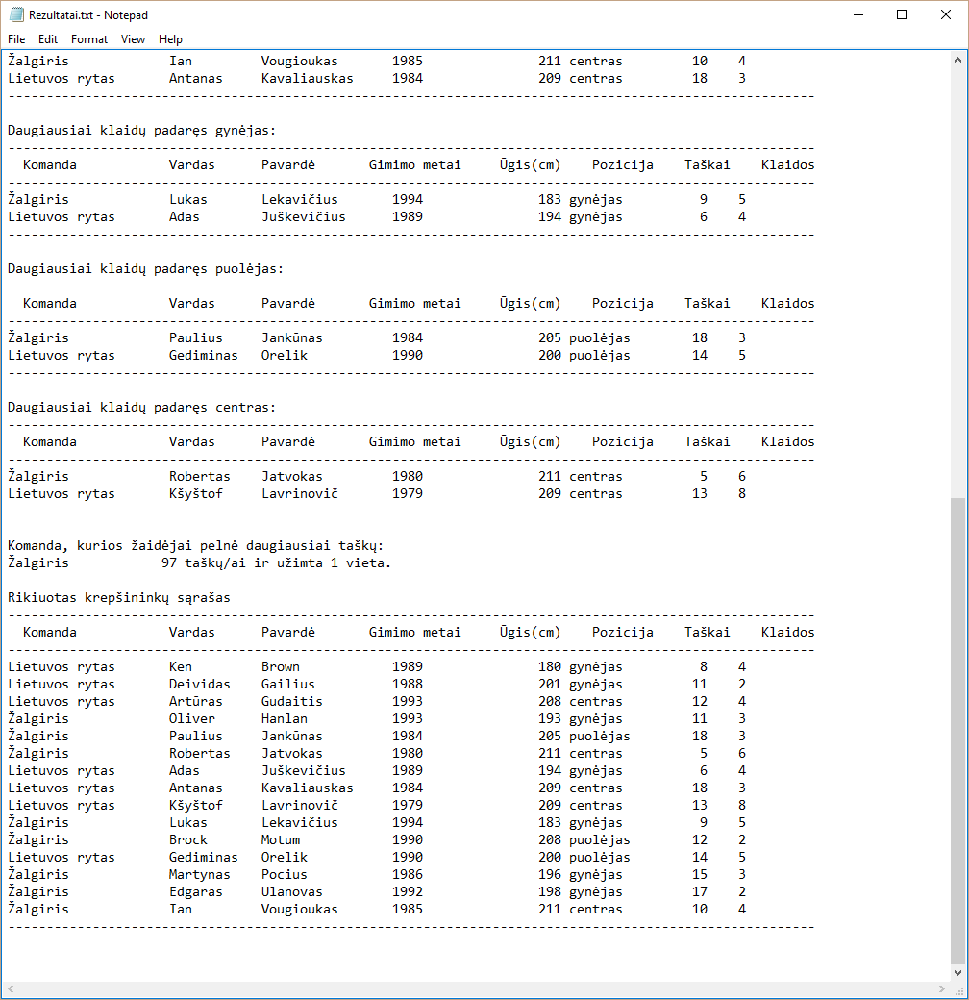 Rezultatai.txt - Notepad
File Edit Format View Help
Žalgiris Ian Vougioukas 1985 211 centras 10 4
Lietuvos rytas Antanas Kavaliauskas 1984 209 centras 18 3
---------------------------------------------------------------------------------------------------------
Daugiausiai klaidų padaręs gynėjas:
---------------------------------------------------------------------------------------------------------
Komanda Vardas Pavardė Gimimo metai Ūgis(cm) Pozicija Taškai Klaidos
---------------------------------------------------------------------------------------------------------
Žalgiris Lukas Lekavičius 1994 183 gynėjas 9 5
Lietuvos rytas Adas Juškevičius 1989 194 gynėjas 6 4
---------------------------------------------------------------------------------------------------------
Daugiausiai klaidų padaręs puolėjas:
---------------------------------------------------------------------------------------------------------
Komanda Vardas Pavardė Gimimo metai Ūgis(cm) Pozicija Taškai Klaidos
---------------------------------------------------------------------------------------------------------
Žalgiris Paulius Jankūnas 1984 205 puolėjas 18 3
Lietuvos rytas Gediminas Orelik 1990 200 puolėjas 14 5
---------------------------------------------------------------------------------------------------------
Daugiausiai klaidų padaręs centras:
---------------------------------------------------------------------------------------------------------
Komanda Vardas Pavardė Gimimo metai Ūgis(cm) Pozicija Taškai Klaidos
---------------------------------------------------------------------------------------------------------
Žalgiris Robertas Jatvokas 1980 211 centras 5 6
Lietuvos rytas Kšyštof Lavrinovič 1979 209 centras 13 8
---------------------------------------------------------------------------------------------------------
Komanda, kurios žaidėjai pelnė daugiausiai taškų:
Žalgiris 97 taškų/ai ir užimta 1 vieta.
Rikiuotas krepšininkų sąrašas
---------------------------------------------------------------------------------------------------------
Komanda Vardas Pavardė Gimimo metai Ūgis(cm) Pozicija Taškai Klaidos
---------------------------------------------------------------------------------------------------------
Lietuvos rytas Ken Brown 1989 180 gynėjas 8 4
Lietuvos rytas Deividas Gailius 1988 201 gynėjas 11 2
Lietuvos rytas Artūras Gudaitis 1993 208 centras 12 4
Žalgiris Oliver Hanlan 1993 193 gynėjas 11 3
Žalgiris Paulius Jankūnas 1984 205 puolėjas 18 3
Žalgiris Robertas Jatvokas 1980 211 centras 5 6
Lietuvos rytas Adas Juškevičius 1989 194 gynėjas 6 4
Lietuvos rytas Antanas Kavaliauskas 1984 209 centras 18 3
Lietuvos rytas Kšyštof Lavrinovič 1979 209 centras 13 8
Žalgiris Lukas Lekavičius 1994 183 gynėjas 9 5
Žalgiris Brock Motum 1990 208 puolėjas 12 2
Lietuvos rytas Gediminas Orelik 1990 200 puolėjas 14 5
Žalgiris Martynas Pocius 1986 196 gynėjas 15 3
Žalgiris Edgaras Ulanovas 1992 198 gynėjas 17 2
Žalgiris Ian Vougioukas 1985 211 centras 10 4
---------------------------------------------------------------------------------------------------------